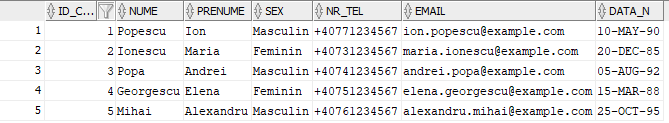 ID_C... NUME PRENUME SEX NR_TEL EMAIL DATA_N
1 1 Popescu Ion Masculin +40771234567 ion.popescu@example.com 10-MAY-90
2 2 Ionescu Maria Feminin +40731234567 maria.ionescu@example.com 20-DEC-85
3 3 Popa Andrei Masculin +40741234567 andrei.popa@example.com 05-AUG-92
4 4 Georgescu Elena Feminin +40751234567 elena.georgescu@example.com 15-MAR-88
5 5 Mihai Alexandru Masculin +40761234567 alexandru.mihai@example.com 25-OCT-95